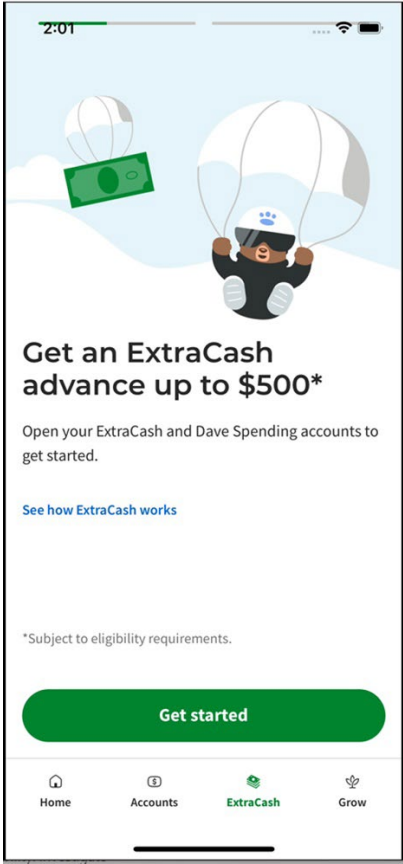 2:01
Get an ExtraCash
advance up to $500*
Open your ExtraCash and Dave Spending accounts to
get started.
See how ExtraCash works
*Subject to eligibility requirements.
Get started
Home
Accounts
ExtraCash
Grow